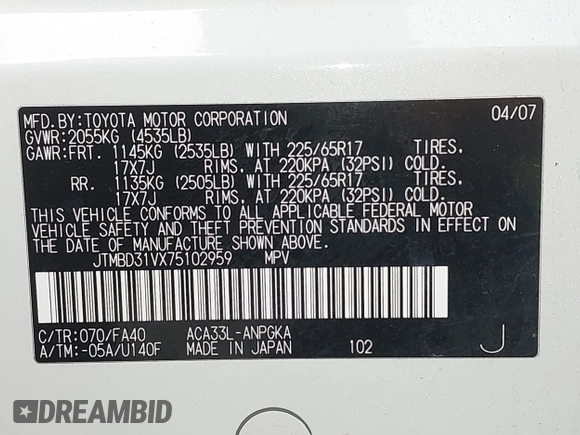 MFD.BY:TOYOTA MOTOR CORPORATION 04/07
GVWR:2055KG (4535LB)
GAWR:FRT. 1145KG (2535LB) WITH 225/65R17 TIRES.
17X7J RIMS, AT 220KPA (32PSI) COLD.
RR. 1135KG (2505LB) WITH 225/65R17 TIRES.
17X7J RIMS, AT 220KPA (32PSI) COLD.
THIS VEHICLE CONFORMS TO ALL APPLICABLE FEDERAL MOTOR
VEHICLE SAFETY AND THEFT PREVENTION STANDARDS IN EFFECT
ON THE DATE OF MANUFACTURE SHOWN ABOVE.
JTMBD31VX75102959 MPV
C/TR:070/FA40 ACA33L-ANPGKA
A/TM:-05A/U140F MADE IN JAPAN 102 J
DREAMBID